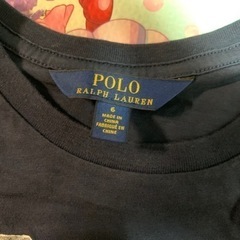 POLO
RALPH LAUREN
6
MADE IN
CHINA
FABRIQUÉ EN
CHINE